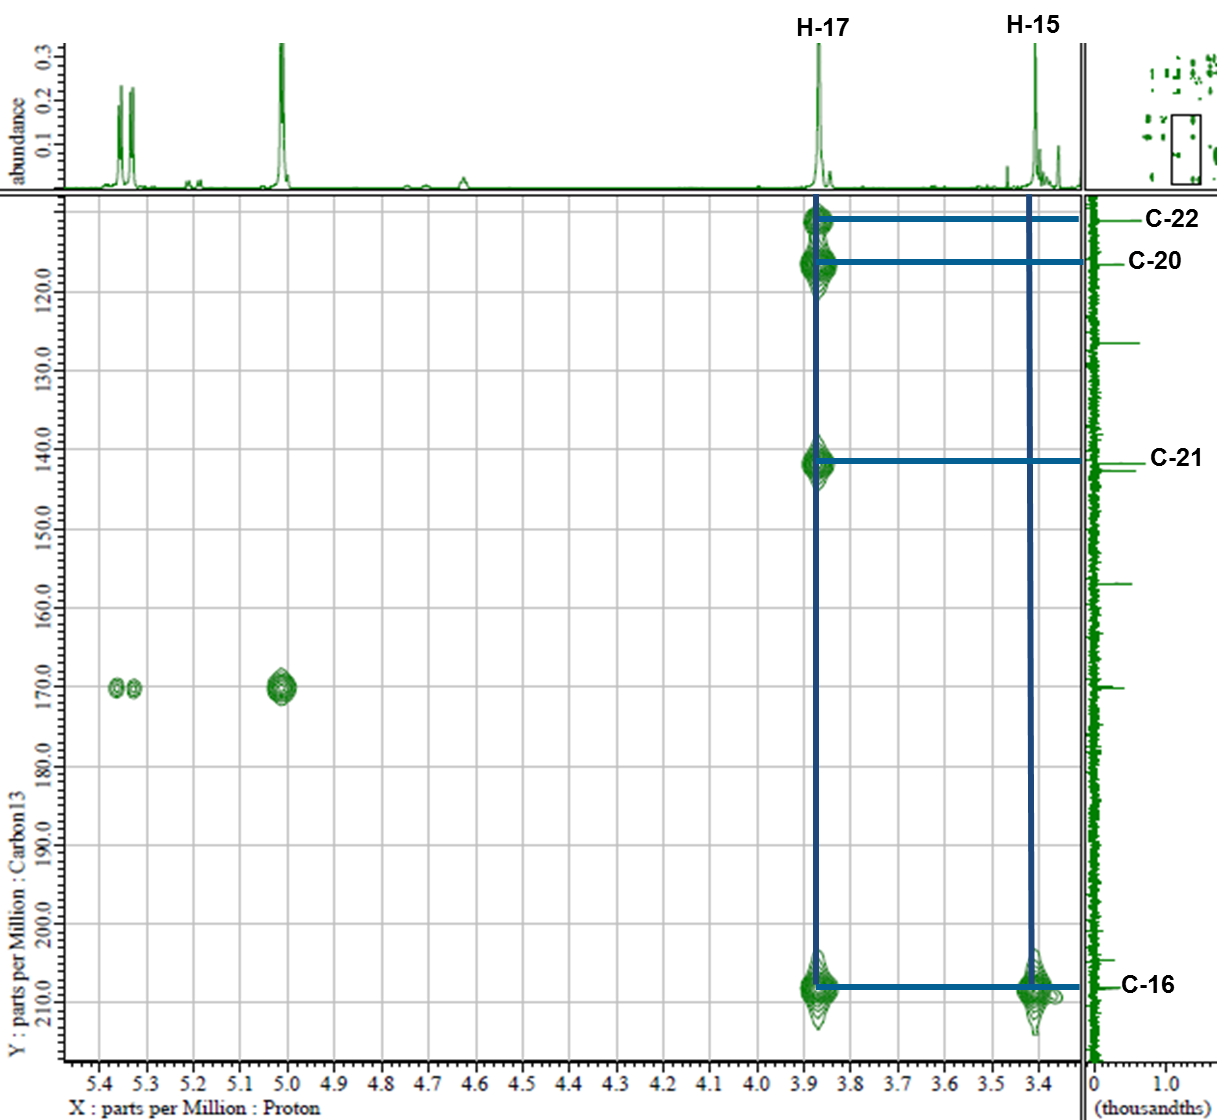 H-17
H-15
abundance
0.3
0.2
0.1
C-22
C-20
C-21
C-16
120.0
130.0
140.0
150.0
160.0
170.0
180.0
190.0
200.0
210.0
Y : parts per Million : Carbon13
5.4 5.3 5.2 5.1 5.0 4.9 4.8 4.7 4.6 4.5 4.4 4.3 4.2 4.1 4.0 3.9 3.8 3.7 3.6 3.5 3.4
X : parts per Million : Proton
0 1.0
(thousandths)